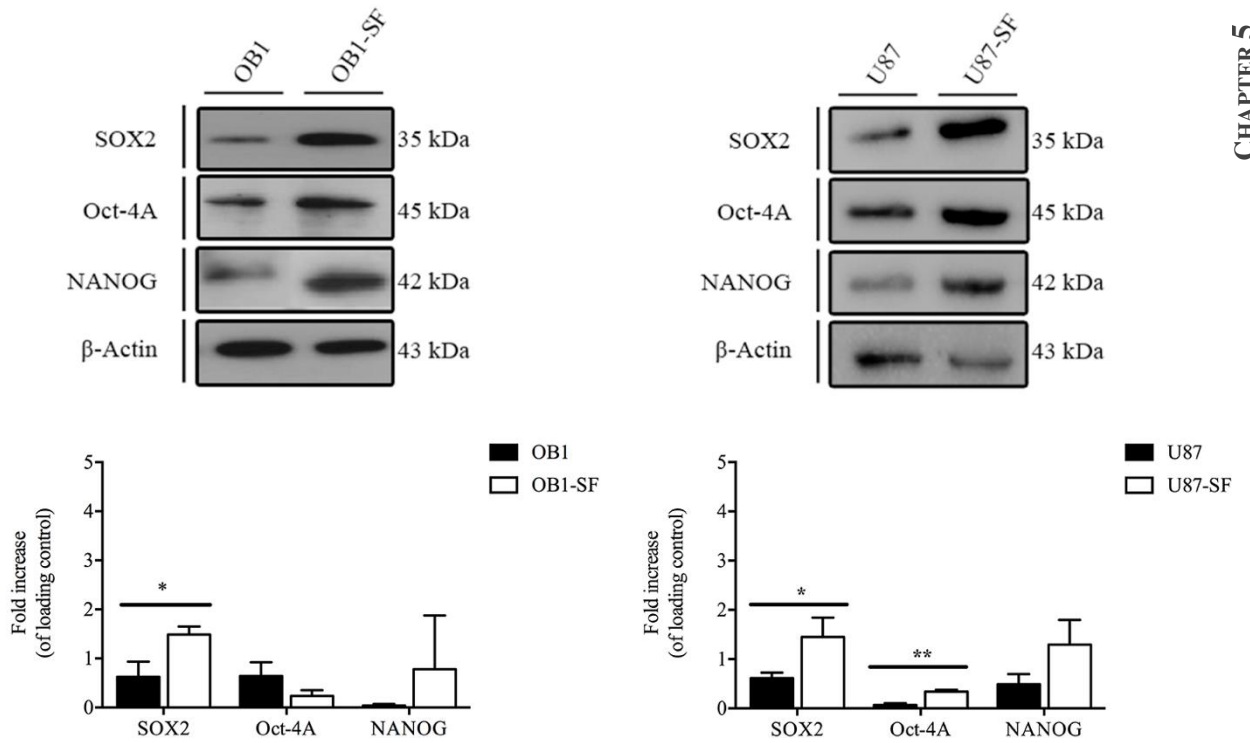 CHAPTER 5
OB1
OB1-SF
SOX2
35 kDa
Oct-4A
45 kDa
NANOG
42 kDa
β-Actin
43 kDa
U87
U87-SF
SOX2
35 kDa
Oct-4A
45 kDa
NANOG
42 kDa
β-Actin
43 kDa
OB1
OB1-SF
Fold increase
(of loading control)
5
4
3
2
1
0
*
SOX2
Oct-4A
NANOG
U87
U87-SF
Fold increase
(of loading control)
5
4
3
2
1
0
*
**
SOX2
Oct-4A
NANOG